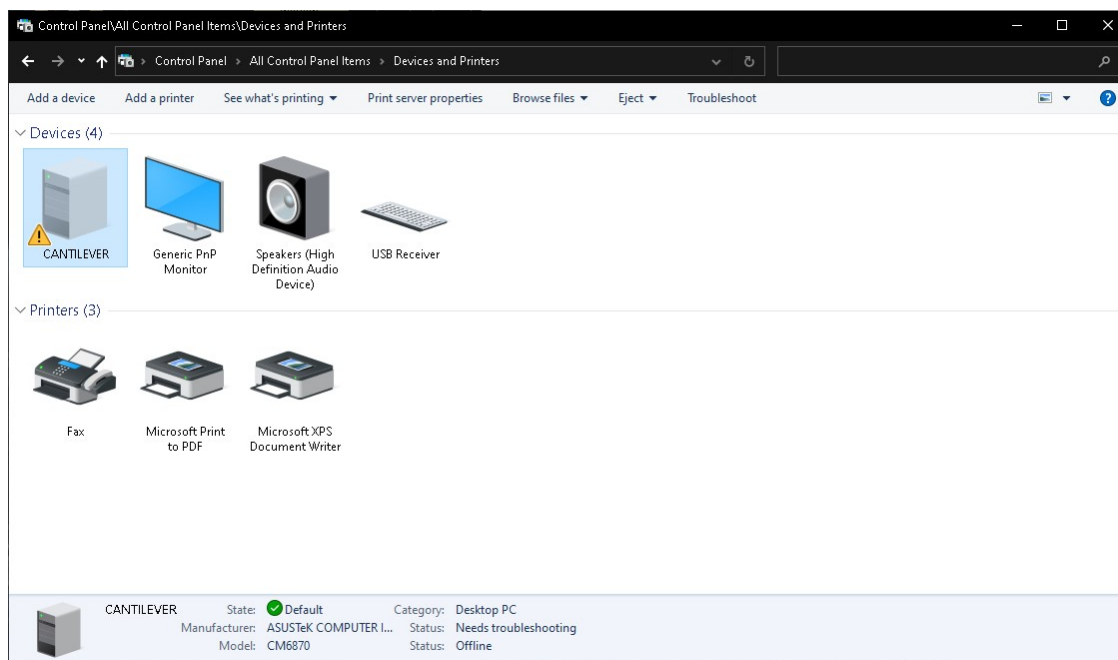 Control Panel\All Control Panel Items\Devices and Printers
Control Panel › All Control Panel Items › Devices and Printers
Add a device Add a printer See what's printing Print server properties Browse files Eject Troubleshoot
Devices (4)
CANTILEVER
Generic PnP
Monitor
Speakers (High
Definition Audio
Device)
USB Receiver
Printers (3)
Fax
Microsoft Print
to PDF
Microsoft XPS
Document Writer
CANTILEVER State: Default Category: Desktop PC
Manufacturer: ASUSTeK COMPUTER I... Status: Needs troubleshooting
Model: CM6870 Status: Offline